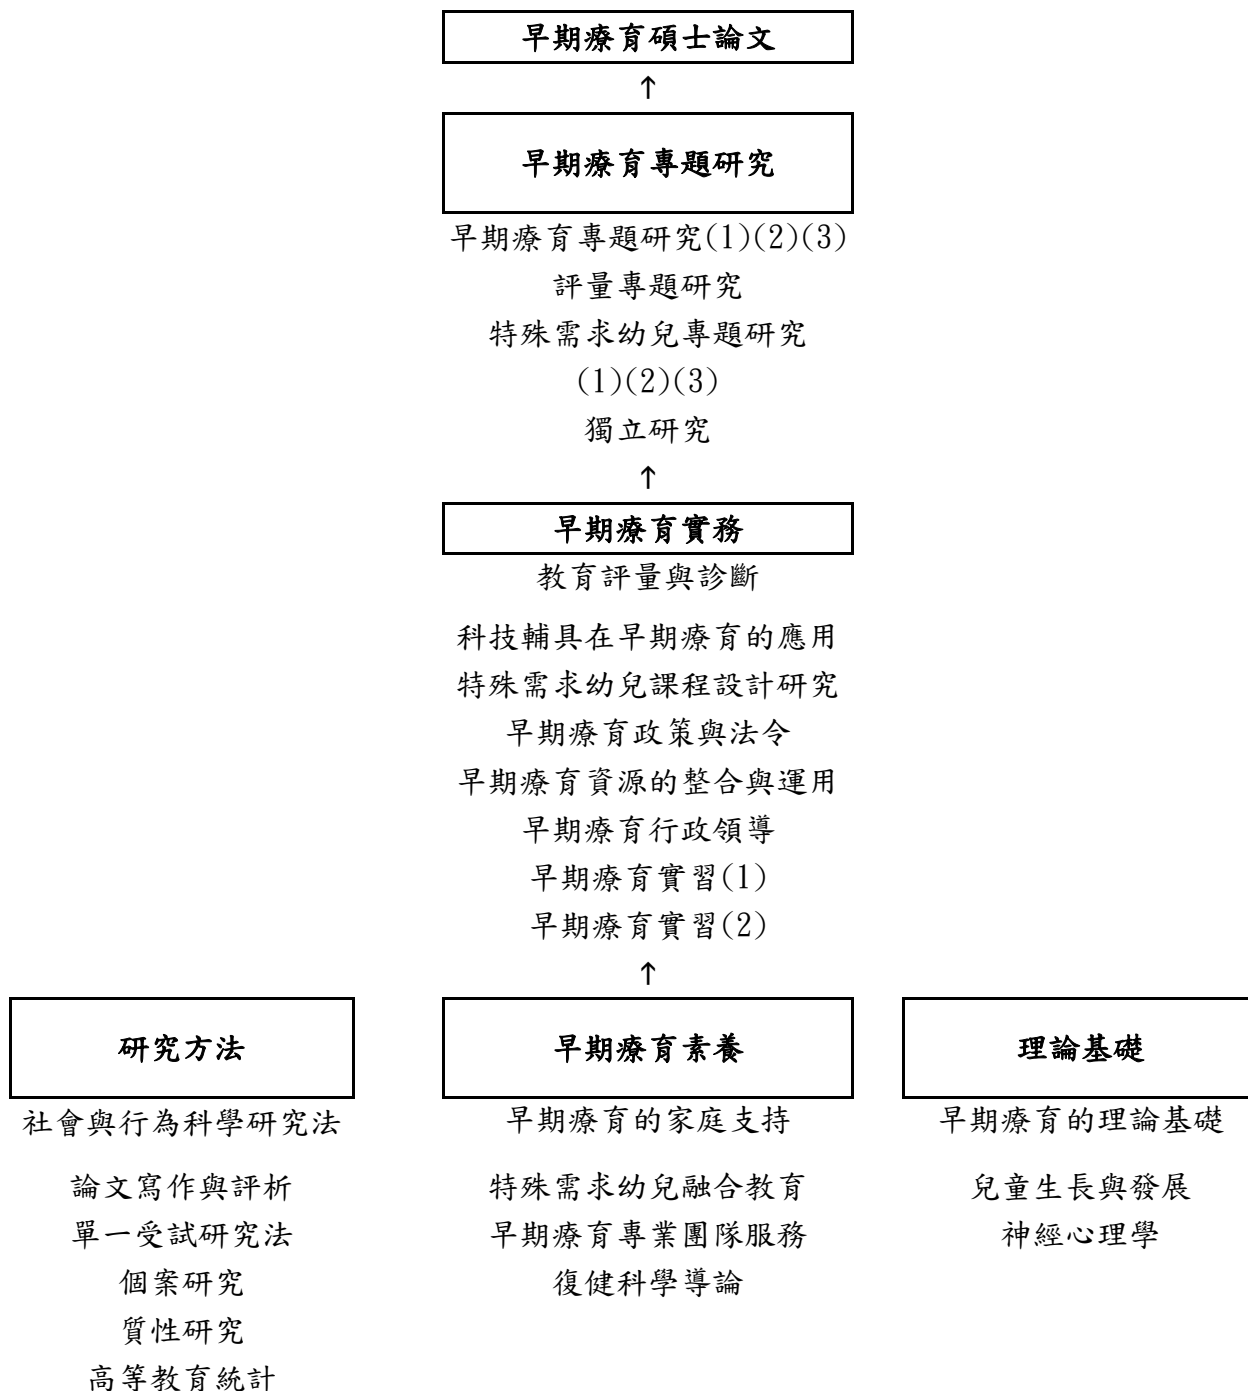 早期療育碩士論文
↑
早期療育專題研究
早期療育專題研究(1)(2)(3)
評量專題研究
特殊需求幼兒專題研究
(1)(2)(3)
獨立研究
↑
早期療育實務
教育評量與診斷
科技輔具在早期療育的應用
特殊需求幼兒課程設計研究
早期療育政策與法令
早期療育資源的整合與運用
早期療育行政領導
早期療育實習(1)
早期療育實習(2)
↑
研究方法
社會與行為科學研究法
論文寫作與評析
單一受試研究法
個案研究
質性研究
高等教育統計
早期療育素養
早期療育的家庭支持
特殊需求幼兒融合教育
早期療育專業團隊服務
復健科學導論
理論基礎
早期療育的理論基礎
兒童生長與發展
神經心理學